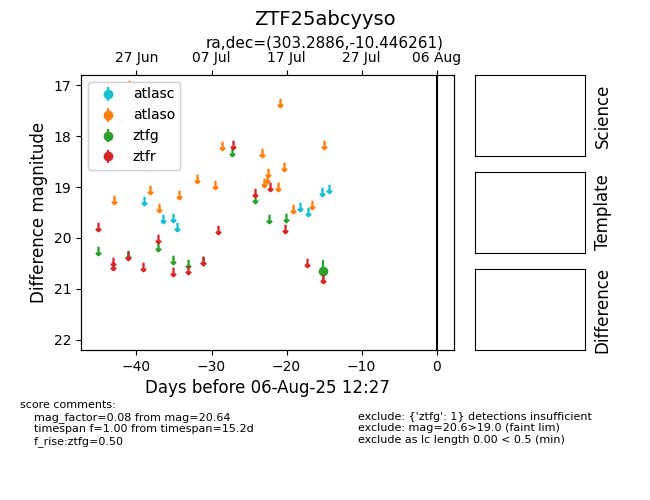 ZTF25abcyyso
ra,dec=(303.2886,-10.446261)
27 Jun 07 Jul 17 Jul 27 Jul 06 Aug
17
18
19
20
21
22
Difference magnitude
atlasc
atlaso
ztfg
ztfr
−40 −30 −20 −10 0
Days before 06-Aug-25 12:27
Science
Template
Difference
score comments:
mag_factor=0.08 from mag=20.64
timespan f=1.00 from timespan=15.2d
f_rise:ztfg=0.50
exclude: {'ztfg': 1} detections insufficient
exclude: mag=20.6>19.0 (faint lim)
exclude as lc length 0.00 < 0.5 (min)